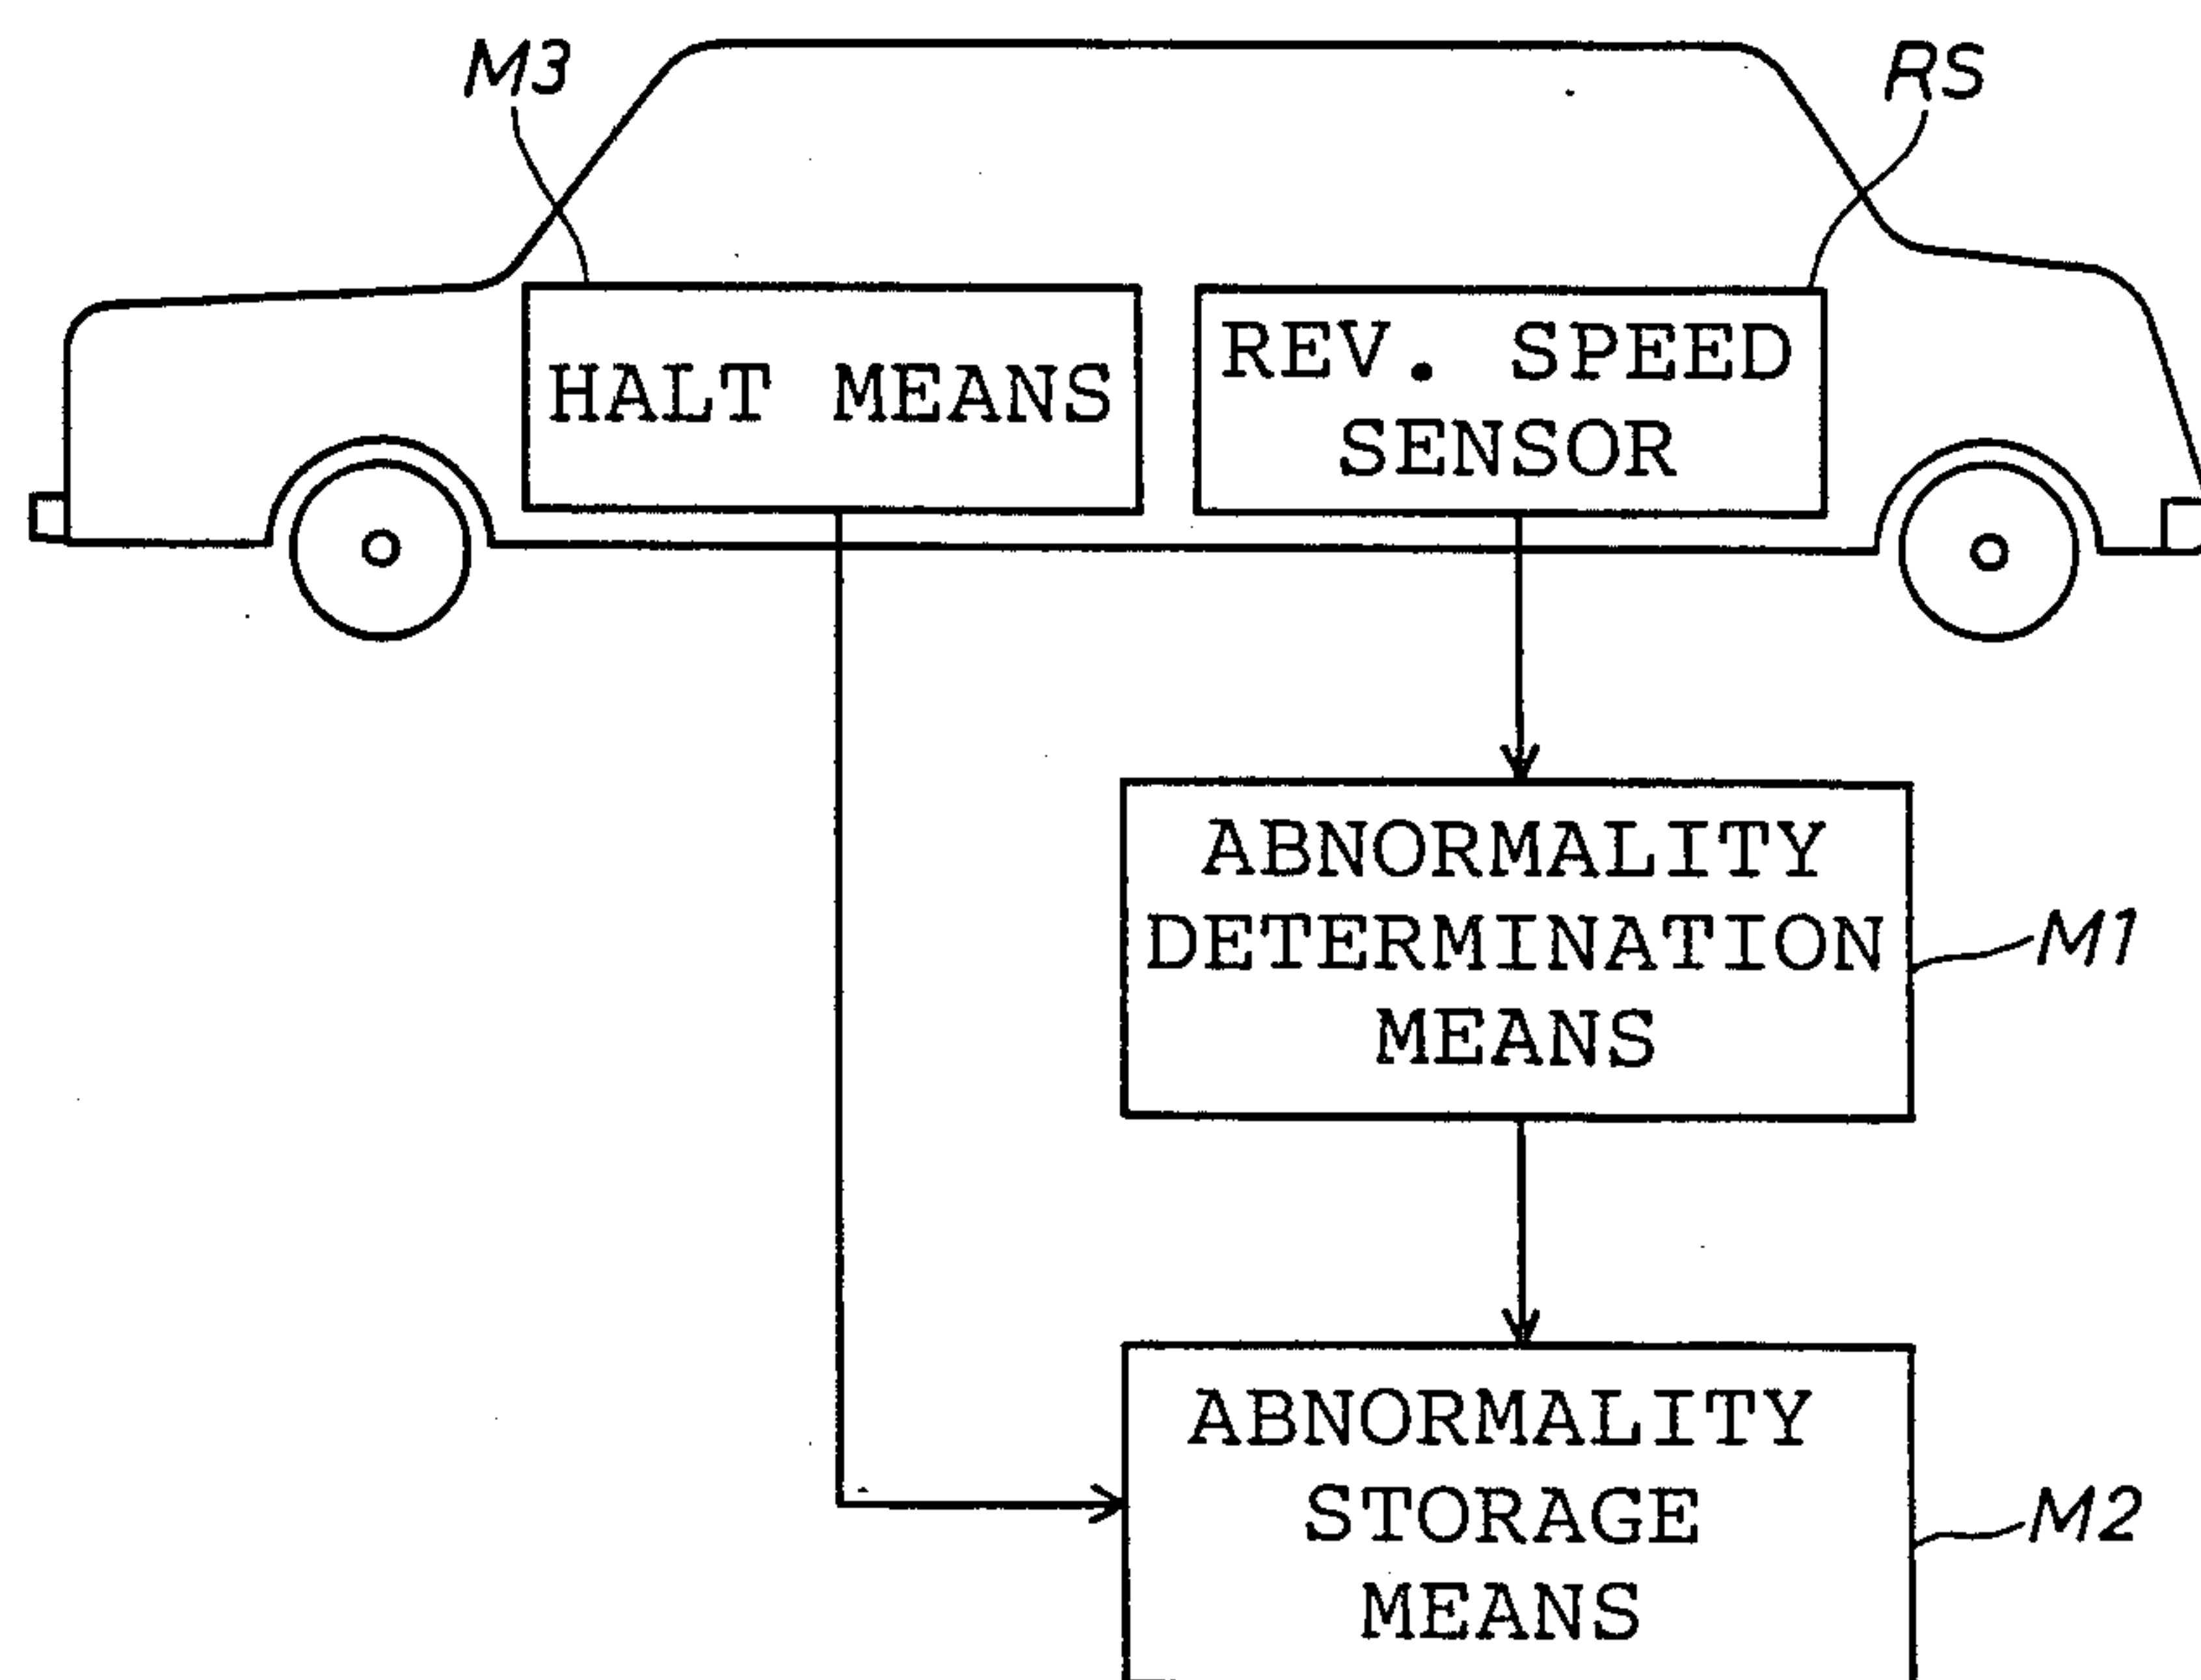 M3
RS
HALT MEANS
REV. SPEED
SENSOR
ABNORMALITY
DETERMINATION
MEANS
M1
ABNORMALITY
STORAGE
MEANS
M2